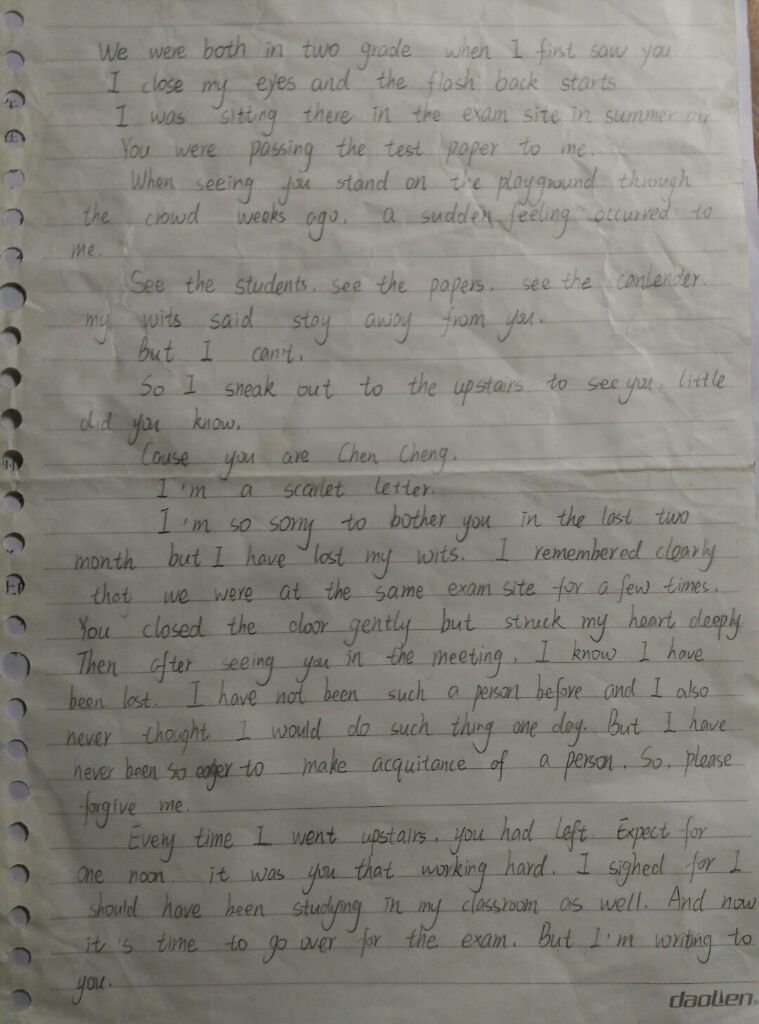 We were both in two grade when I first saw you
I close my eyes and the flash back starts
I was sitting there in the exam site in summer air
You were passing the test paper to me.
When seeing you stand on the playground through
the crowd weeks ago, a sudden feeling occurred to
me.
See the students, see the papers, see the contender.
my wits said stay away from you.
But I can't.
So I sneak out to the upstairs to see you, little
did you know.
Cause you are Chen Cheng.
I'm a scarlet letter.
I'm so sorry to bother you in the last two
month but I have lost my wits. I remembered clearly
that we were at the same exam site for a few times.
You closed the door gently but struck my heart deeply
Then after seeing you in the meeting, I know I have
been lost. I have not been such a person before and I also
never thought I would do such thing one day. But I have
never been so eager to make acquitance of a person. So, please
forgive me.
Every time I went upstairs, you had left. Expect for
one noon it was you that working hard. I sighed for I
should have been studying in my classroom as well. And now
it's time to go over for the exam. But I'm writing to
you.
daolien